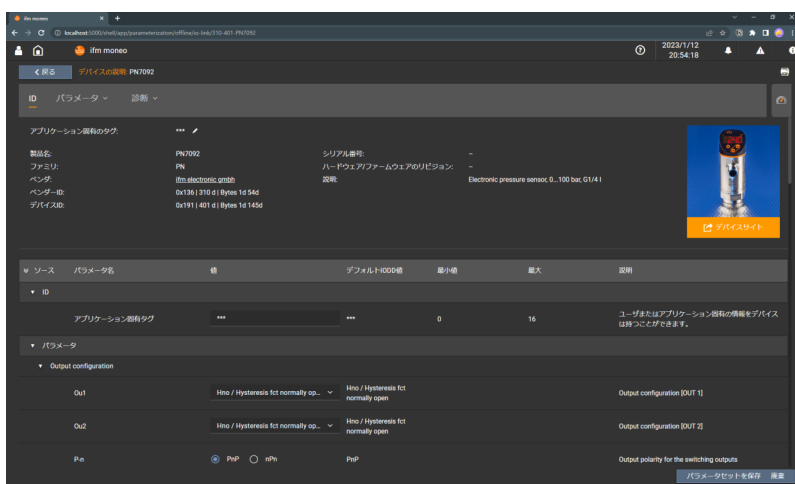 ifm moneo
localhost:5000/shell/app/parameterization/offline/io-link/310-401-PN7092
ifm moneo
2023/1/12
20:54:18
戻る
デバイスの説明: PN7092
ID パラメータ 診断
アプリケーション固有のタグ: ***
製品名: PN7092 シリアル番号: –
ファミリ: PN ハードウェア/ファームウェアのリビジョン: –
ベンダ: ifm electronic gmbh 説明: Electronic pressure sensor, 0...100 bar, G1/4 I
ベンダーID: 0x136 | 310 d | Bytes 1d 54d
デバイスID: 0x191 | 401 d | Bytes 1d 145d
デバイスサイト
ソース パラメータ名 値 デフォルトIODD値 最小値 最大 説明
ID
アプリケーション固有タグ *** *** 0 16 ユーザまたはアプリケーション固有の情報をデバイス
は持つことができます。
パラメータ
Output configuration
Ou1 Hno / Hysteresis fct normally op... Hno / Hysteresis fct
normally open Output configuration [OUT 1]
Ou2 Hno / Hysteresis fct normally op... Hno / Hysteresis fct
normally open Output configuration [OUT 2]
P-n PnP nPn PnP Output polarity for the switching outputs
パラメータセットを保存 廃棄